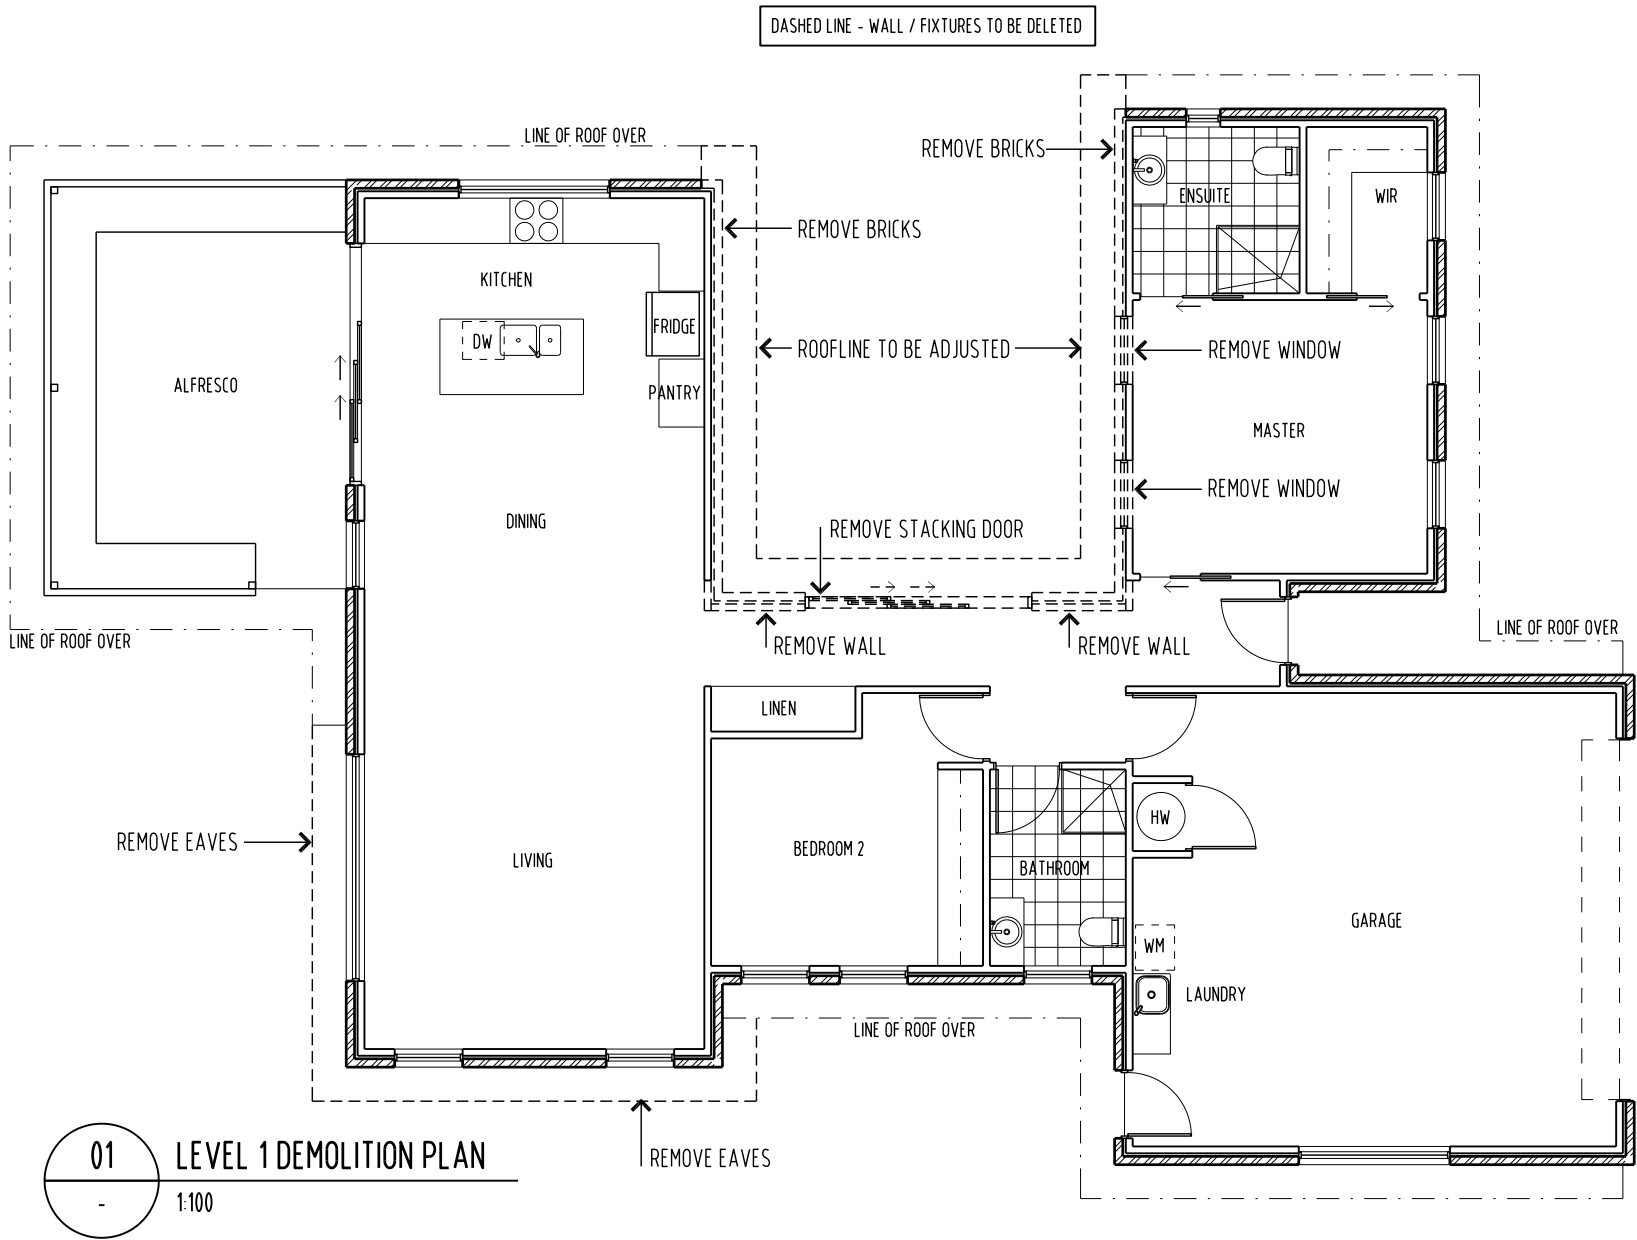 DASHED LINE - WALL / FIXTURES TO BE DELETED
LINE OF ROOF OVER
REMOVE BRICKS
ENSUITE
WIR
REMOVE BRICKS
KITCHEN
FRIDGE
DW
ROOFLINE TO BE ADJUSTED
REMOVE WINDOW
ALFRESCO
PANTRY
MASTER
REMOVE WINDOW
DINING
REMOVE STACKING DOOR
LINE OF ROOF OVER
REMOVE WALL
REMOVE WALL
LINE OF ROOF OVER
LINEN
HW
REMOVE EAVES
LIVING
BEDROOM 2
BATHROOM
GARAGE
WM
LAUNDRY
LINE OF ROOF OVER
REMOVE EAVES
01
-
LEVEL 1 DEMOLITION PLAN
1:100